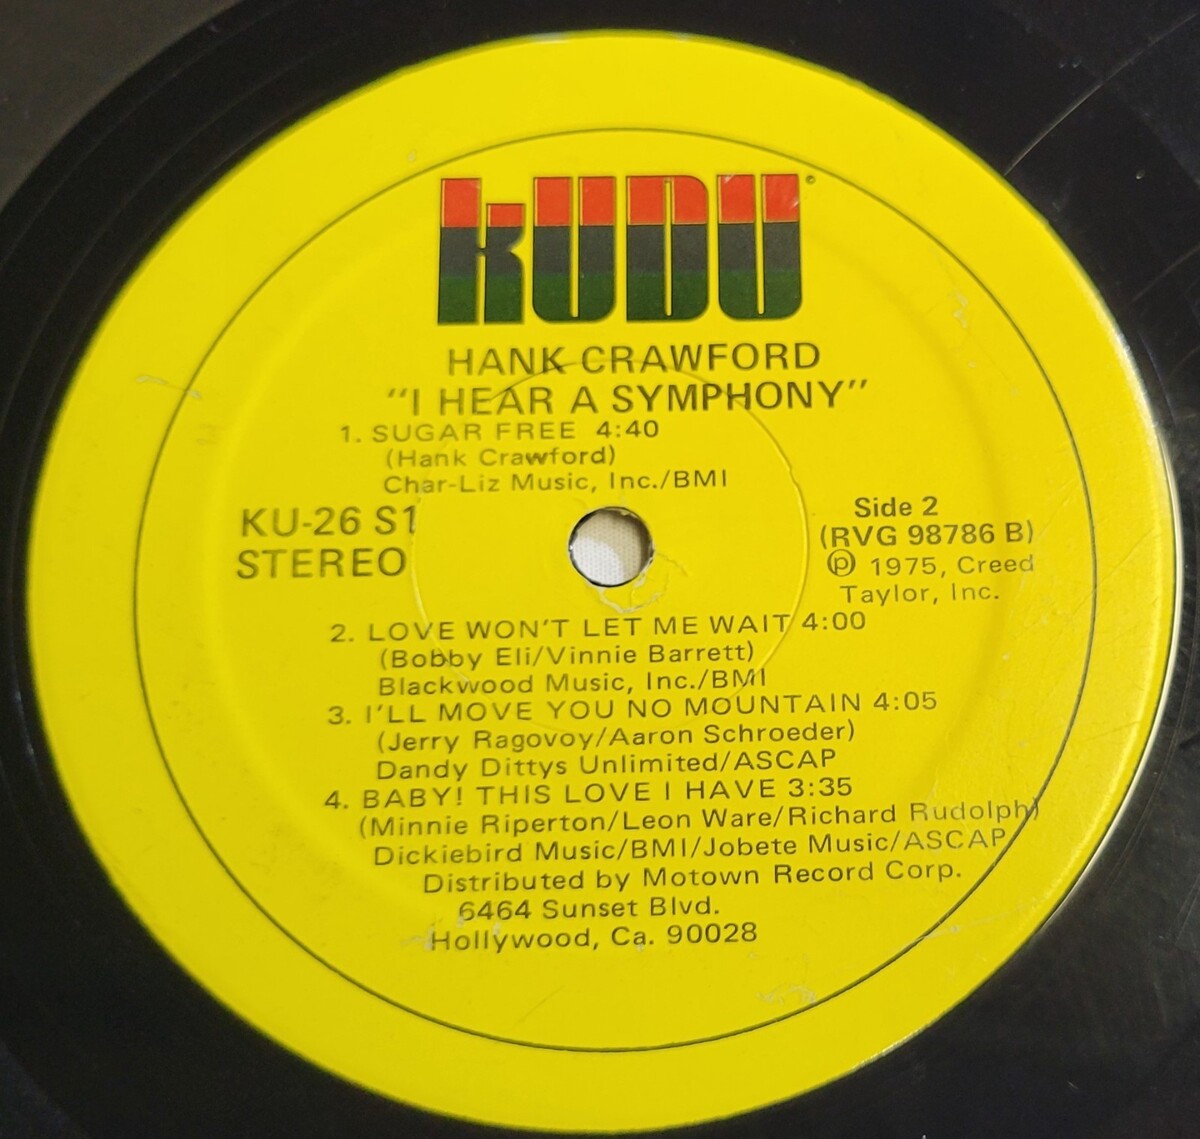 KUDU
HANK CRAWFORD
"I HEAR A SYMPHONY"
1. SUGAR FREE 4:40
(Hank Crawford)
Char-Liz Music, Inc./BMI
KU-26 S1
STEREO
Side 2
(RVG 98786 B)
℗ 1975, Creed
Taylor, Inc.
2. LOVE WON'T LET ME WAIT 4:00
(Bobby Eli/Vinnie Barrett)
Blackwood Music, Inc./BMI
3. I'LL MOVE YOU NO MOUNTAIN 4:05
(Jerry Ragovoy/Aaron Schroeder)
Dandy Dittys Unlimited/ASCAP
4. BABY! THIS LOVE I HAVE 3:35
(Minnie Riperton/Leon Ware/Richard Rudolph)
Dickiebird Music/BMI/Jobete Music/ASCAP
Distributed by Motown Record Corp.
6464 Sunset Blvd.
Hollywood, Ca. 90028